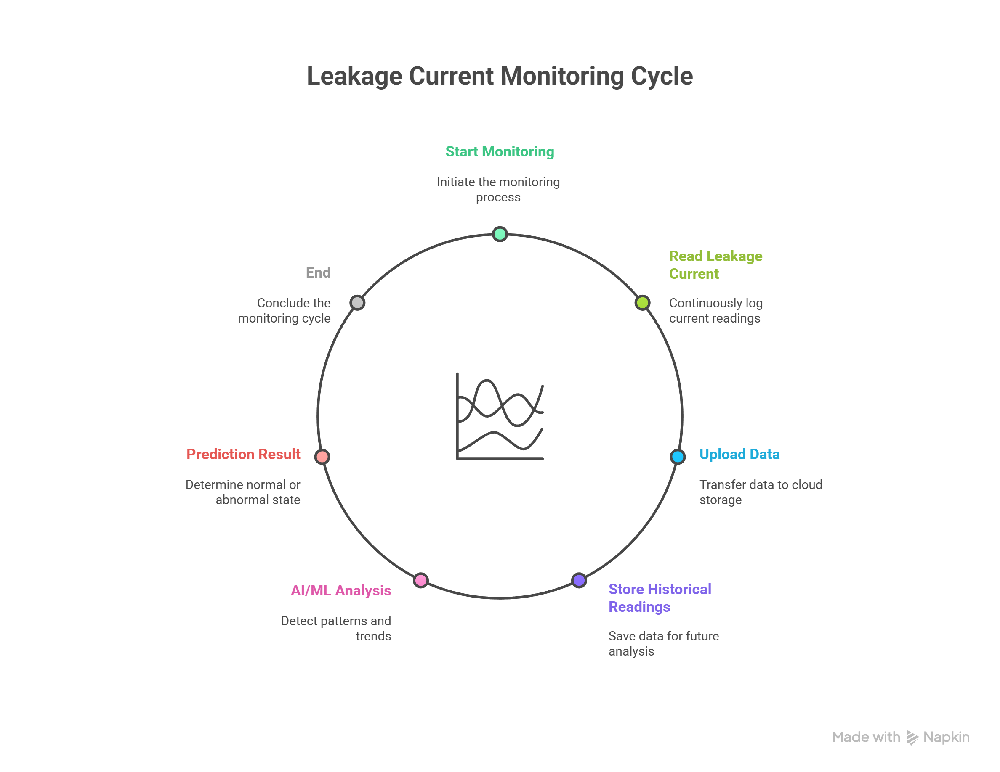 Leakage Current Monitoring Cycle
Start Monitoring
Initiate the monitoring
process
Read Leakage
Current
Continuously log
current readings
Upload Data
Transfer data to cloud
storage
Store Historical
Readings
Save data for future
analysis
AI/ML Analysis
Detect patterns and
trends
Prediction Result
Determine normal or
abnormal state
End
Conclude the
monitoring cycle
Made with Napkin